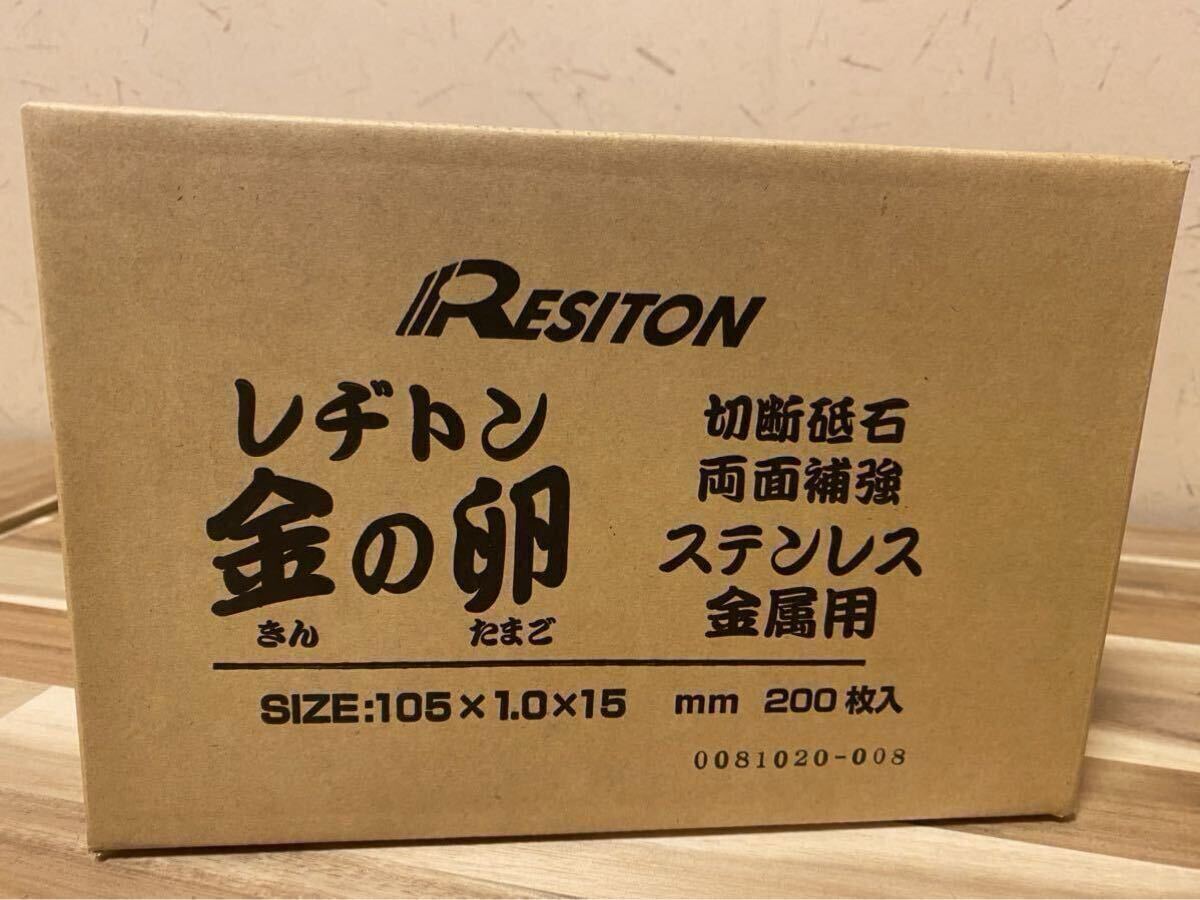 RESITON
レヂトン
金の卵
きん たまご
切断砥石
両面補強
ステンレス
金属用
SIZE:105×1.0×15 mm 200枚入
0081020-008